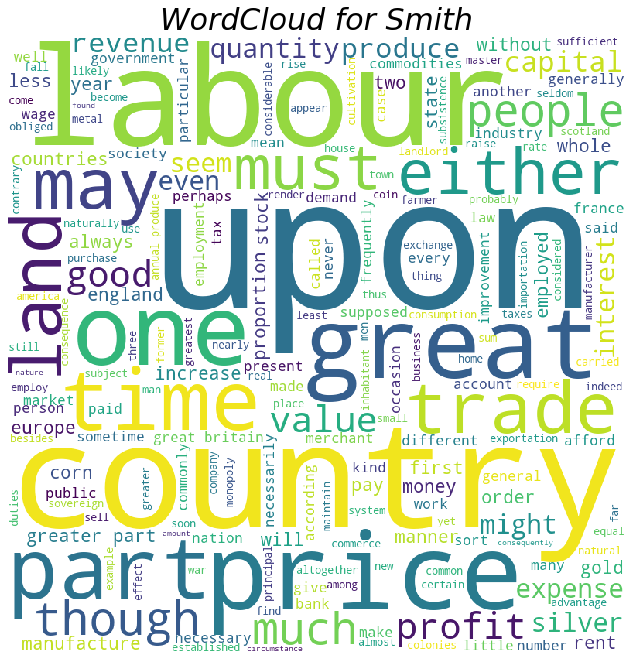 WordCloud for Smith
revenue
quantity
produce
without
sufficient
well
government
commodities
rise
master
capital
fall
likely
labour
particular
considerable
two
case
cultivation
state
subsistence
people
generally
less
year
another
seldom
come
become
appear
industry
scotland
wage
found
mean
raise
rate
whole
obliged
metal
society
house
landlord
either
countries
seem
must
town
contrary
may
even
perhaps
render
demand
farmer
probably
france
naturally
use
tax
coin
law
said
land
always
annual produce
employment
proportion
stock
called
never
frequently
upon
exchange
every
thing
improvement
importation
employed
considered
manufacturer
interest
purchase
good
america
england
supposed
thus
consumption
taxes
consequence
one
least
men
great
still
three
former
greatest
nearly
business
home
sum
carried
nature
subject
increase
present
real
occasion
account
require
indeed
employ
time
man
made
inhabitant
small
trade
market
person
paid
place
value
europe
sometime
great britain
merchant
different
exportation
afford
besides
corn
commonly
country
company
monopoly
necessarily
according
kind
pay
first
money
general
public
greater
work
order
duties
sovereign
sell
soon
system
maintain
yet
might
far
equal
greater part
nation
will
manner
sort
natural
amount
commerce
consequently
part
example
effect
war
price
principal
altogether
new
common
many
gold
among
certain
give
expense
advantage
though
find
bank
much
make
profit
silver
manufacture
necessary
established
circumstance
almost
colonies
little
number
rent